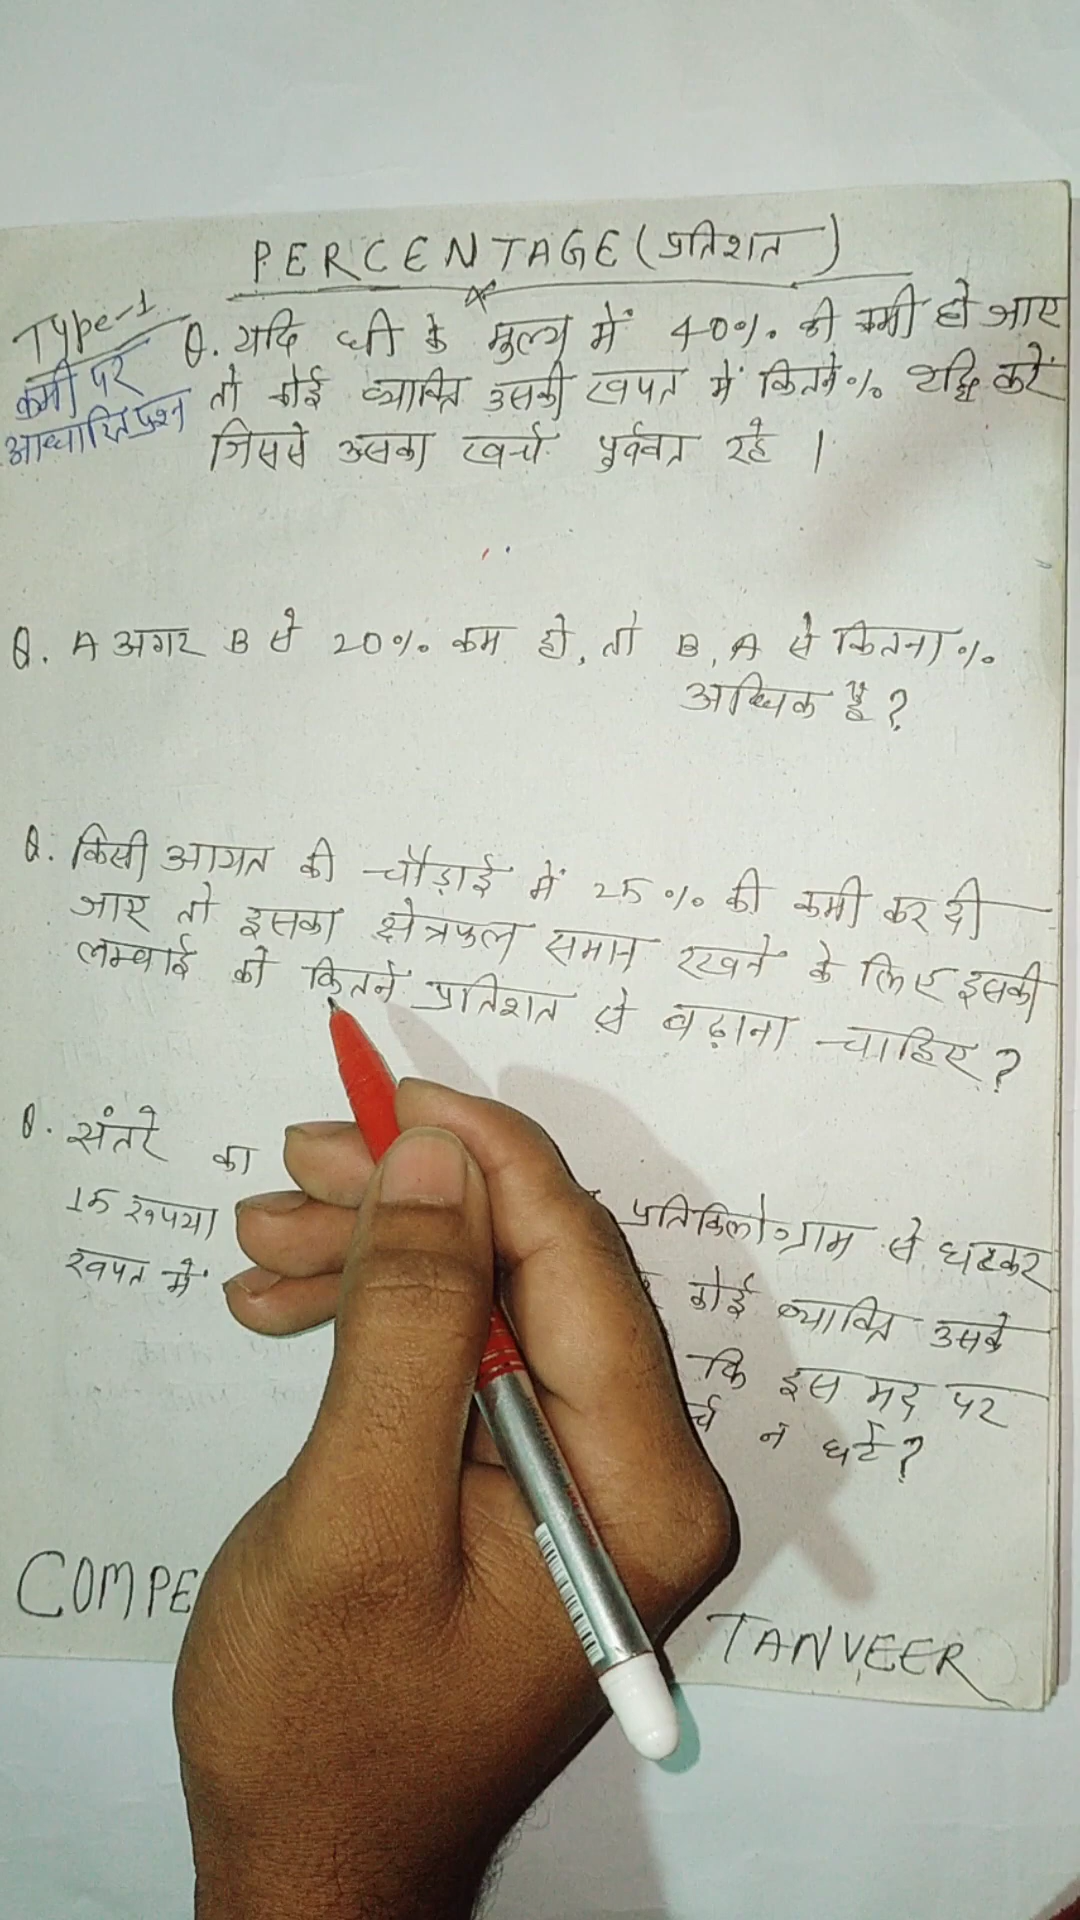 PERCENTAGE (प्रतिशत)
Type-1
कमी पर
आधारित प्रश्न
Q. यदि घी के मुल्य में 40% की कमी हो जाए
तो कोई व्यक्ति उसकी खपत में कितने % वृद्धि करें
जिससे उसका खर्च पुर्ववत रहे ।
Q. A अगर B से 20% कम हो, तो B, A से कितना %
अधिक है ?
Q. किसी आयत की चौड़ाई में 25% की कमी कर दी
जाए तो इसका क्षेत्रफल समान रखने के लिए इसकी
लम्बाई को कितने प्रतिशत से बढ़ाना चाहिए ?
Q. संतरे का
15 रूपया प्रतिकिलोग्राम से घटकर
खपत में कोई व्यक्ति उसके
कि इस मद पर
न घटे ?
COMPE
TANVEER